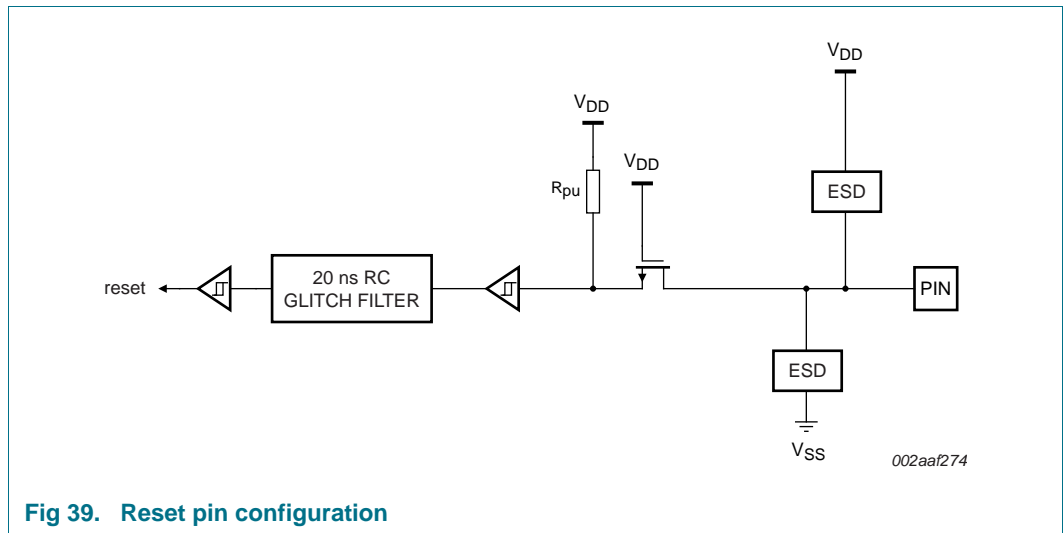 VDD
VDD
VDD
Rpu
ESD
reset
20 ns RC
GLITCH FILTER
PIN
ESD
VSS
002aaf274
Fig 39. Reset pin configuration